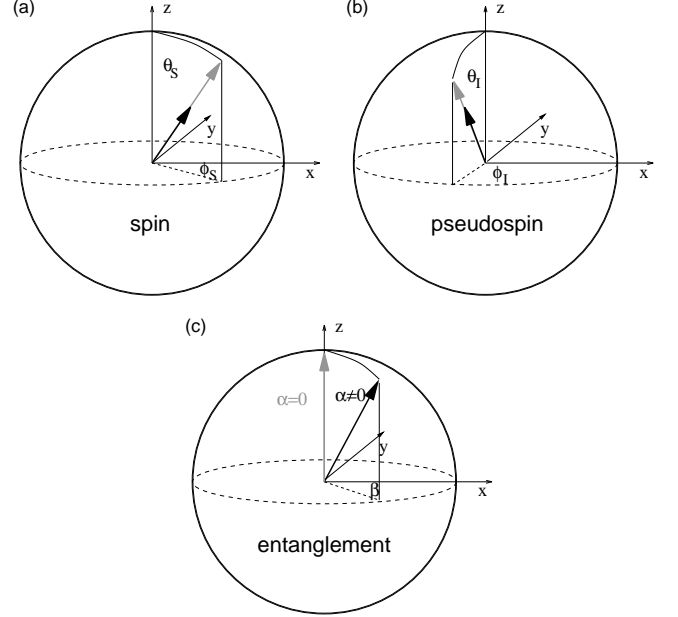 (a)
z
θS
y
x
ϕS
spin
(b)
z
θI
y
x
ϕI
pseudospin
(c)
z
α=0
α≠0
y
x
β
entanglement